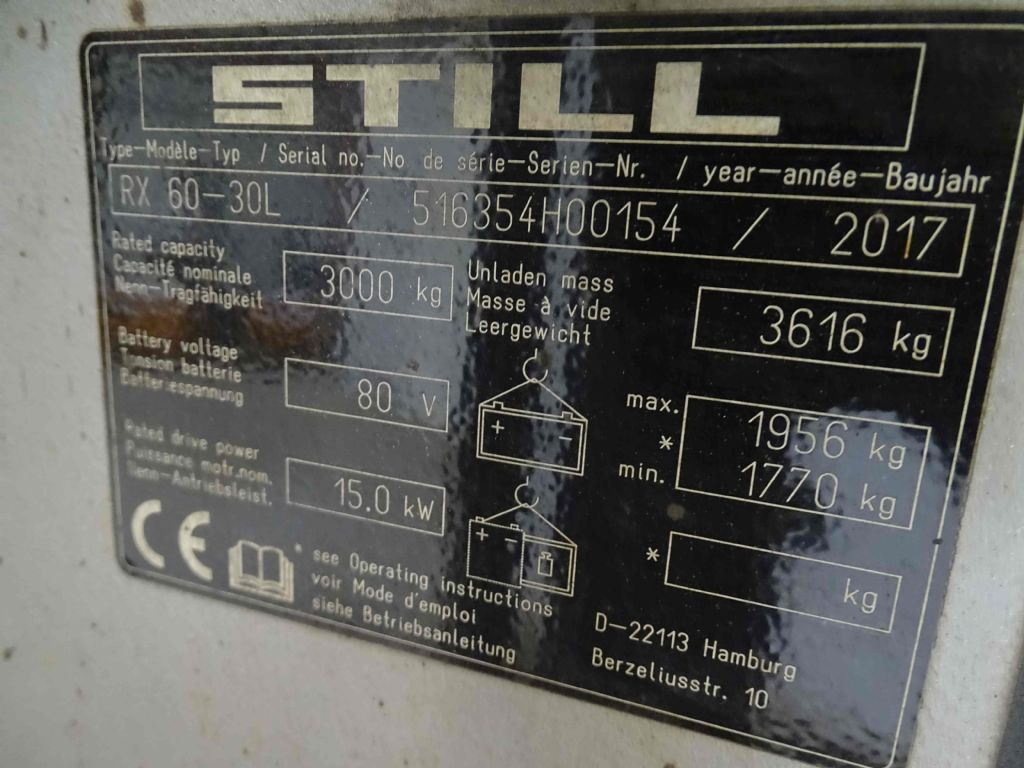 STILL
Type-Modèle-Typ / Serial no.-No de série-Serien-Nr. / year-année-Baujahr
RX 60-30L / 516354H00154 / 2017
Rated capacity
Capacité nominale
Nenn-Tragfähigkeit
3000 kg
Unladen mass
Masse à vide
Leergewicht
3616 kg
Battery voltage
Tension batterie
Batteriespannung
80 V
+ -
max. 1956 kg
*
min. 1770 kg
Rated drive power
Puissance motr.nom.
Nenn-Antriebsleist.
15.0 kW
+ -
* kg
CE
* see Operating instructions
voir Mode d'emploi
siehe Betriebsanleitung
D-22113 Hamburg
Berzeliusstr. 10